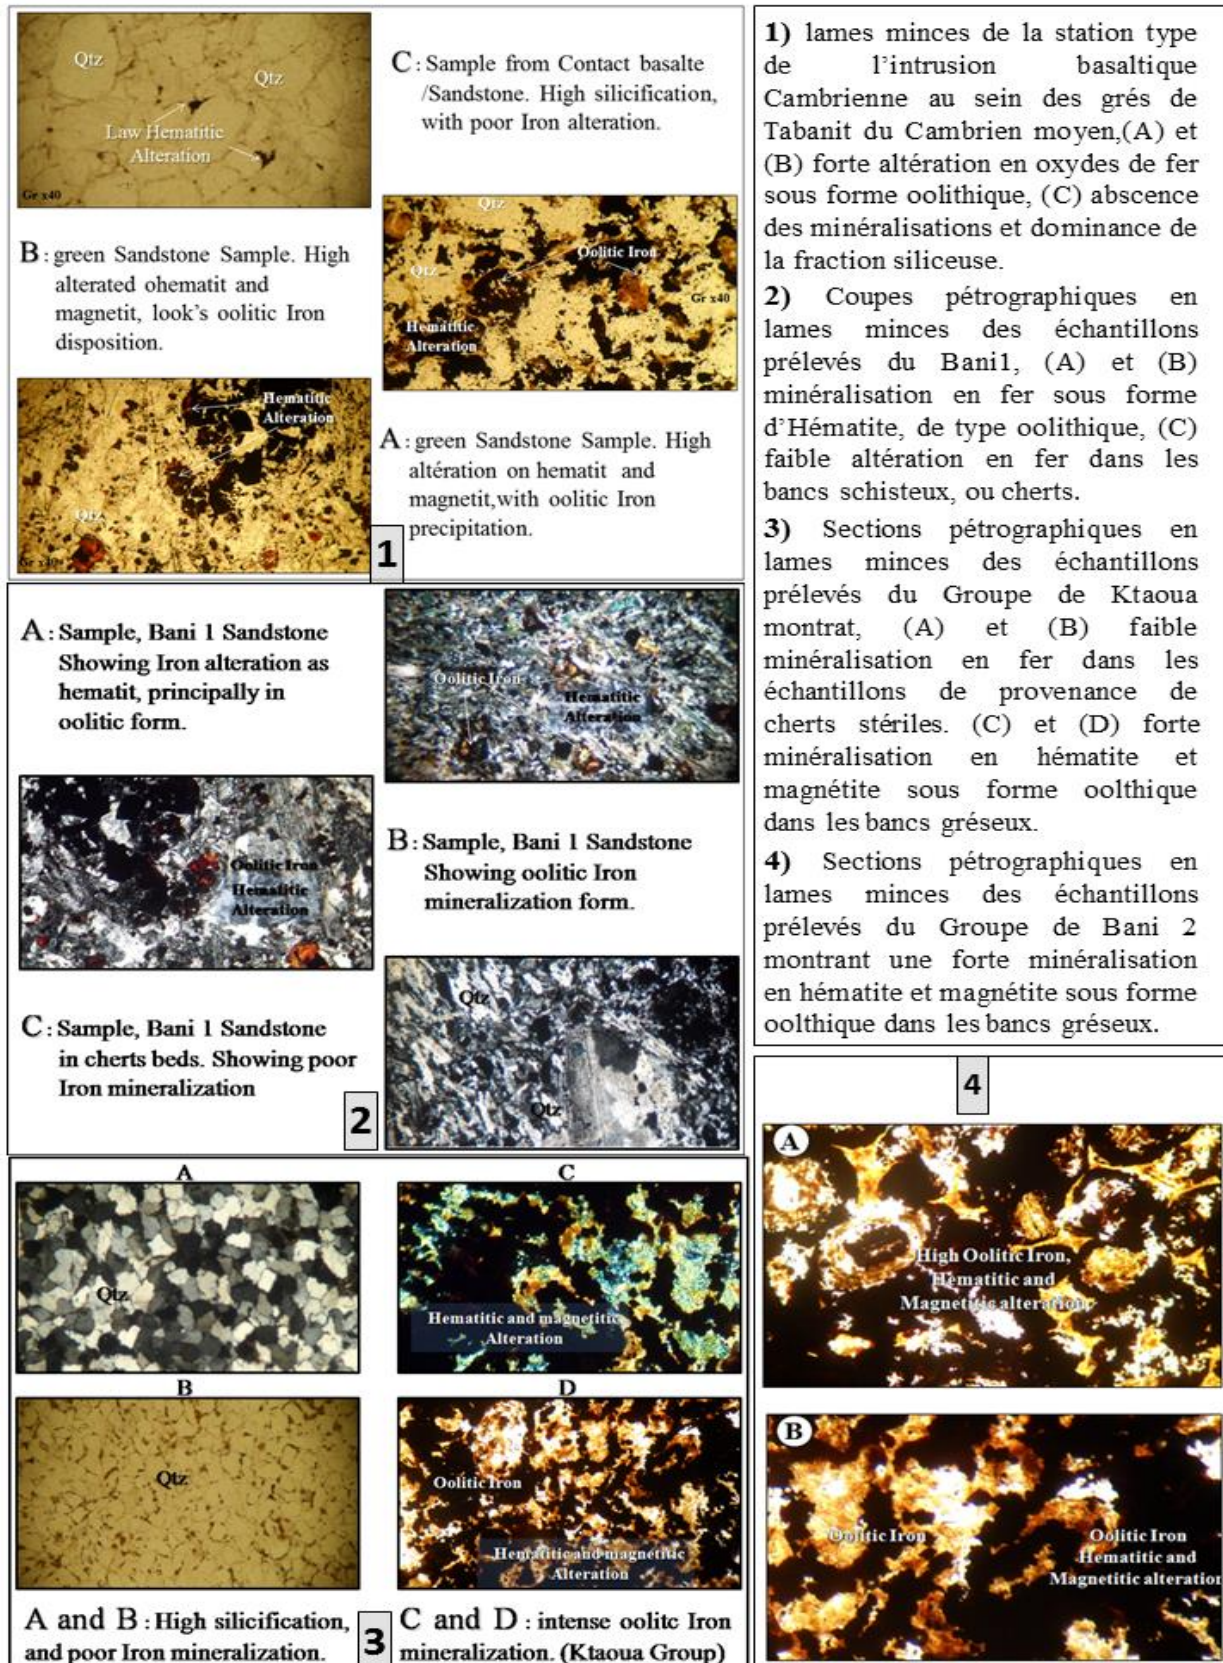 Qtz
Qtz
Law Hematitic
Alteration
Gr x40
C : Sample from Contact basalte
/Sandstone. High silicification,
with poor Iron alteration.
B : green Sandstone Sample. High
alterated ohematit and
magnetit, look's oolitic Iron
disposition.
Qtz
Oolitic Iron
Qtz
Gr x40
Hematitic
Alteration
Hematitic
Alteration
Qtz
Gr x40
A : green Sandstone Sample. High
altération on hematit and
magnetit,with oolitic Iron
precipitation.
1
A : Sample, Bani 1 Sandstone
Showing Iron alteration as
hematit, principally in
oolitic form.
Oolitic Iron
Hematitic
Alteration
Oolitic Iron
Hematitic
Alteration
B : Sample, Bani 1 Sandstone
Showing oolitic Iron
mineralization form.
C : Sample, Bani 1 Sandstone
in cherts beds. Showing poor
Iron mineralization
Qtz
Qtz
2
A
C
Qtz
Hematitic and magnetitic
Alteration
B
D
Qtz
Oolitic Iron
Hematitic and magnetitic
Alteration
A and B : High silicification,
and poor Iron mineralization.
3
C and D : intense oolitc Iron
mineralization. (Ktaoua Group)
1) lames minces de la station type
de l'intrusion basaltique
Cambrienne au sein des grés de
Tabanit du Cambrien moyen,(A) et
(B) forte altération en oxydes de fer
sous forme oolithique, (C) abscence
des minéralisations et dominance de
la fraction siliceuse.
2) Coupes pétrographiques en
lames minces des échantillons
prélevés du Bani1, (A) et (B)
minéralisation en fer sous forme
d'Hématite, de type oolithique, (C)
faible altération en fer dans les
bancs schisteux, ou cherts.
3) Sections pétrographiques en
lames minces des échantillons
prélevés du Groupe de Ktaoua
montrat, (A) et (B) faible
minéralisation en fer dans les
échantillons de provenance de
cherts stériles. (C) et (D) forte
minéralisation en hématite et
magnétite sous forme oolthique
dans les bancs gréseux.
4) Sections pétrographiques en
lames minces des échantillons
prélevés du Groupe de Bani 2
montrant une forte minéralisation
en hématite et magnétite sous forme
oolthique dans les bancs gréseux.
4
A
High Oolitic Iron,
Hematitic and
Magnetitic alteration
B
Oolitic Iron
Oolitic Iron
Hematitic and
Magnetitic alteration